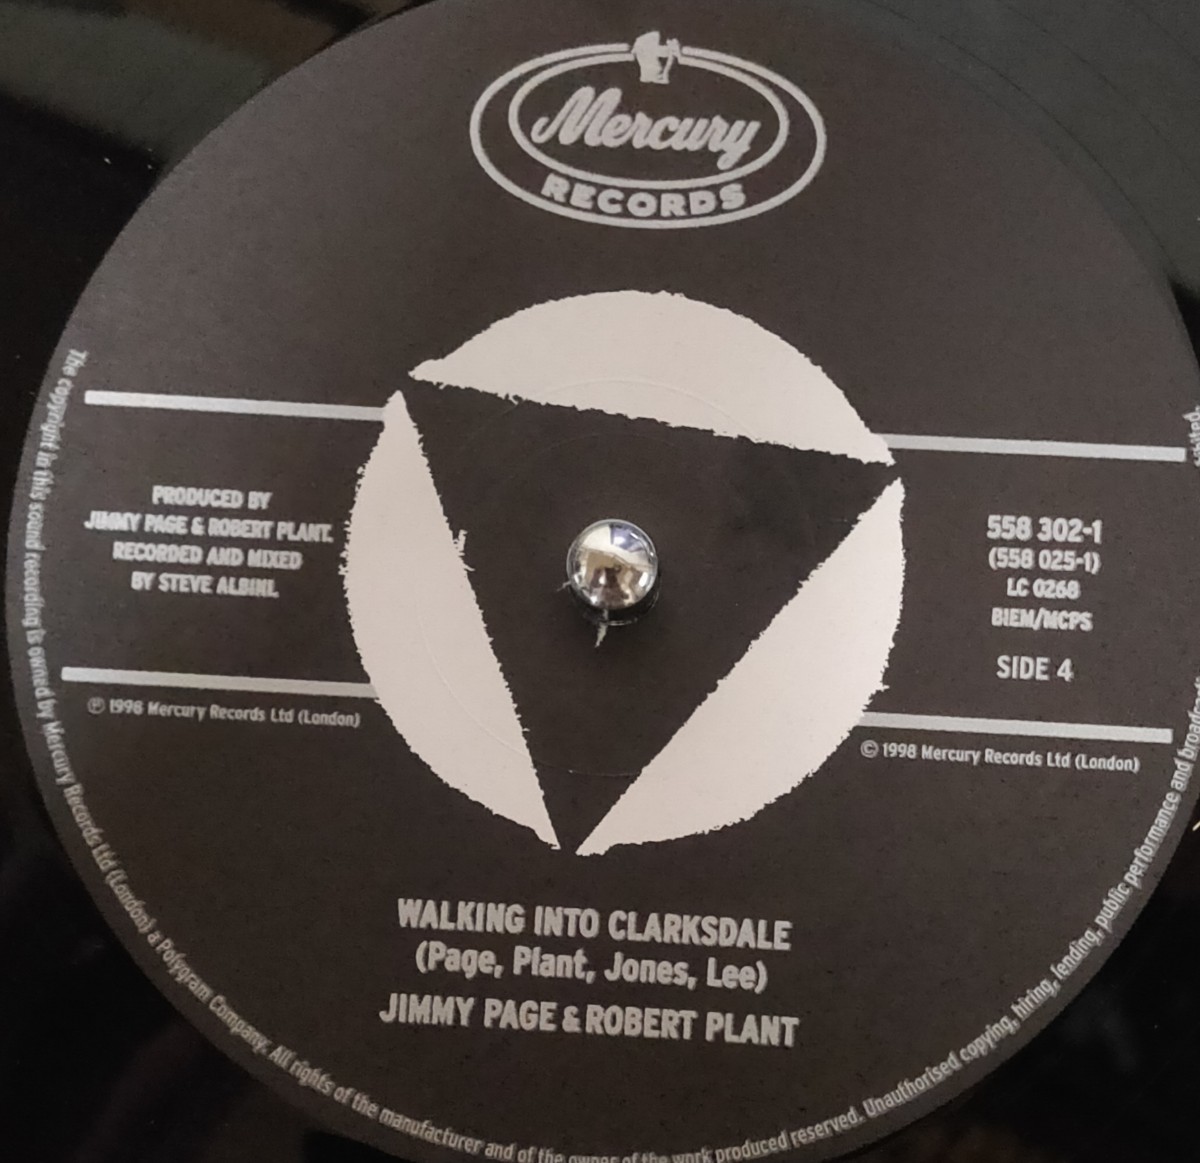 Mercury
RECORDS
PRODUCED BY
JIMMY PAGE & ROBERT PLANT.
RECORDED AND MIXED
BY STEVE ALBINI.
℗ 1998 Mercury Records Ltd (London)
558 302-1
(558 025-1)
LC 0268
BIEM/MCPS
SIDE 4
© 1998 Mercury Records Ltd (London)
WALKING INTO CLARKSDALE
(Page, Plant, Jones, Lee)
JIMMY PAGE & ROBERT PLANT
The copyright in this sound recording is owned by Mercury Records Ltd (London) a Polygram Company. All rights of the manufacturer and of the owner of the work produced reserved. Unauthorised copying, hiring, lending, public performance and